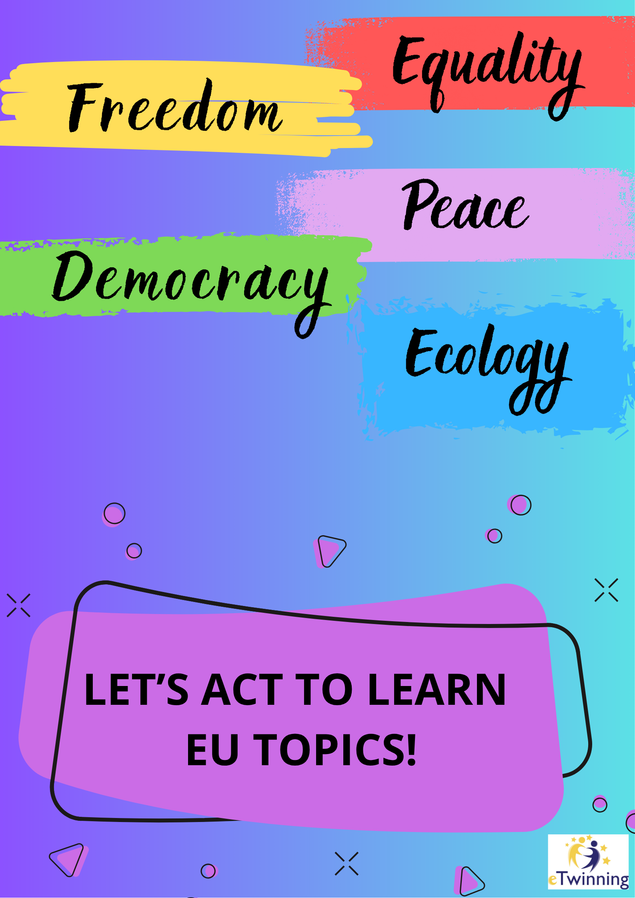 Equality
Freedom
Peace
Democracy
Ecology
LET’S ACT TO LEARN
EU TOPICS!
eTwinning